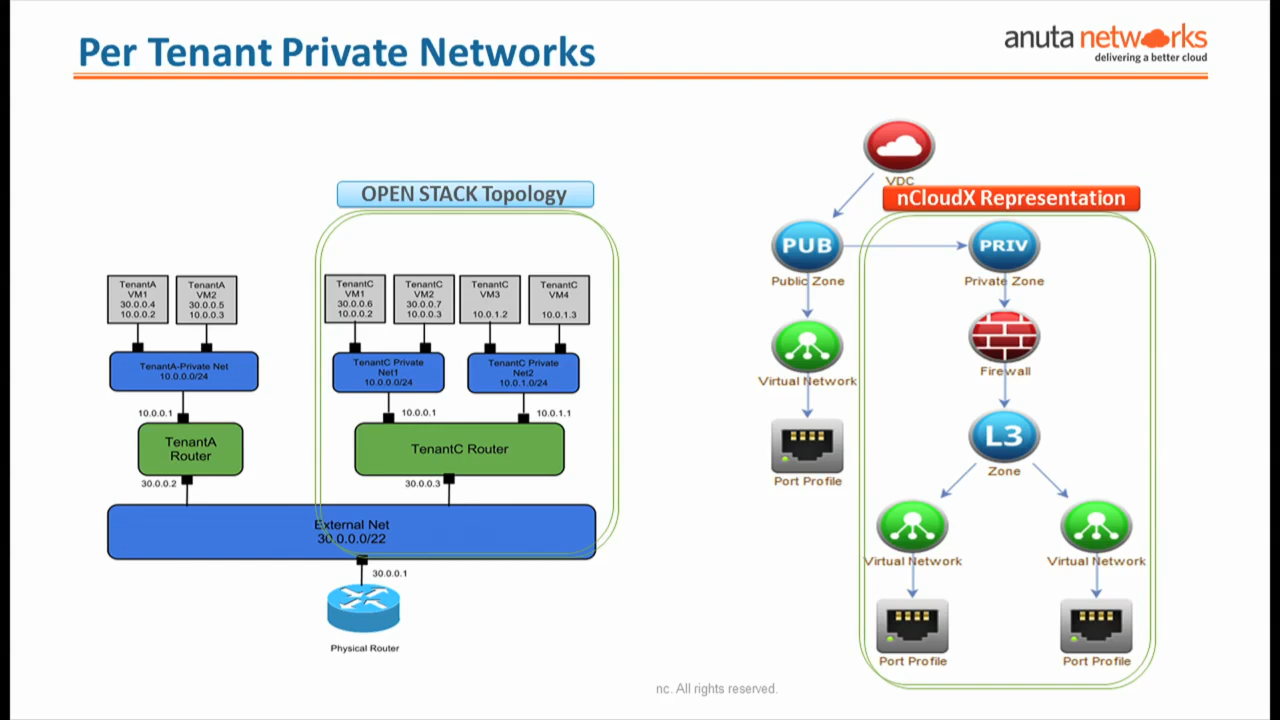 Per Tenant Private Networks
anuta networks
delivering a better cloud
OPEN STACK Topology
TenantA
VM1
30.0.0.4
10.0.0.2
TenantA
VM2
30.0.0.5
10.0.0.3
TenantC
VM1
30.0.0.6
10.0.0.2
TenantC
VM2
30.0.0.7
10.0.0.3
TenantC
VM3
10.0.1.2
TenantC
VM4
10.0.1.3
TenantA-Private Net
10.0.0.0/24
TenantC Private
Net1
10.0.0.0/24
TenantC Private
Net2
10.0.1.0/24
10.0.0.1
10.0.0.1
10.0.1.1
TenantA
Router
TenantC Router
30.0.0.2
30.0.0.3
External Net
30.0.0.0/22
30.0.0.1
Physical Router
VDC
nCloudX Representation
PUB
Public Zone
PRIV
Private Zone
Virtual Network
Firewall
Port Profile
L3
Zone
Virtual Network
Virtual Network
Port Profile
Port Profile
nc. All rights reserved.